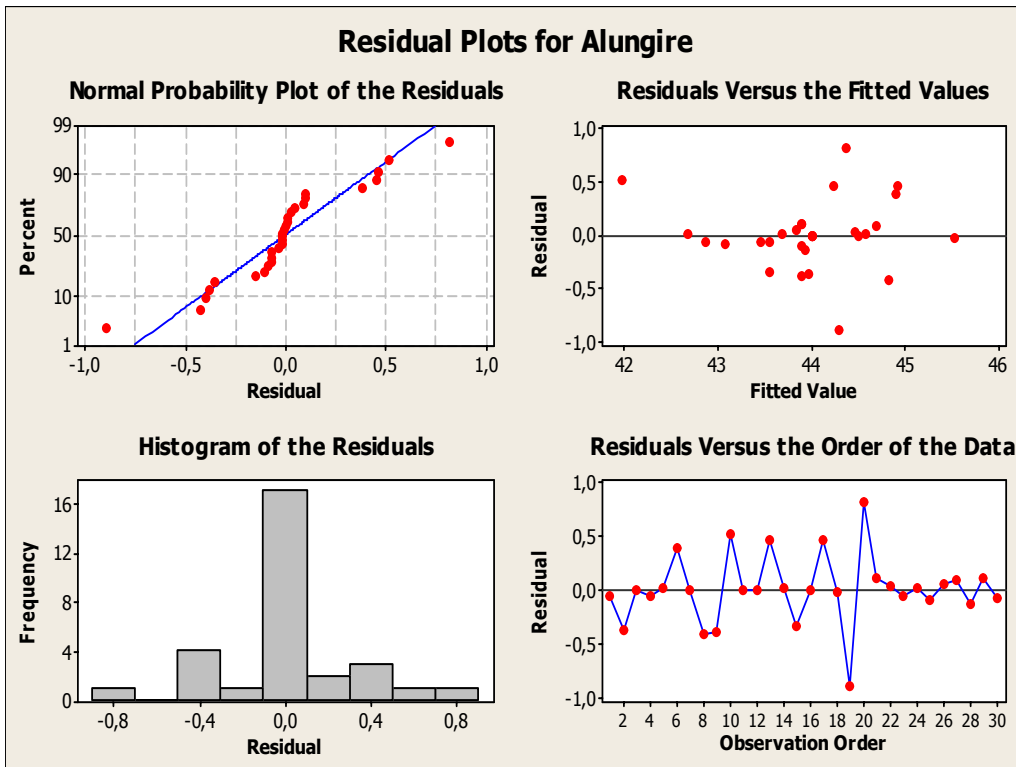 Residual Plots for Alungire
Normal Probability Plot of the Residuals
99
90
50
10
1
Percent
-1,0 -0,5 0,0 0,5 1,0
Residual
Residuals Versus the Fitted Values
1,0
0,5
0,0
-0,5
-1,0
Residual
42 43 44 45 46
Fitted Value
Histogram of the Residuals
16
12
8
4
0
Frequency
-0,8 -0,4 0,0 0,4 0,8
Residual
Residuals Versus the Order of the Data
1,0
0,5
0,0
-0,5
-1,0
Residual
2 4 6 8 10 12 14 16 18 20 22 24 26 28 30
Observation Order